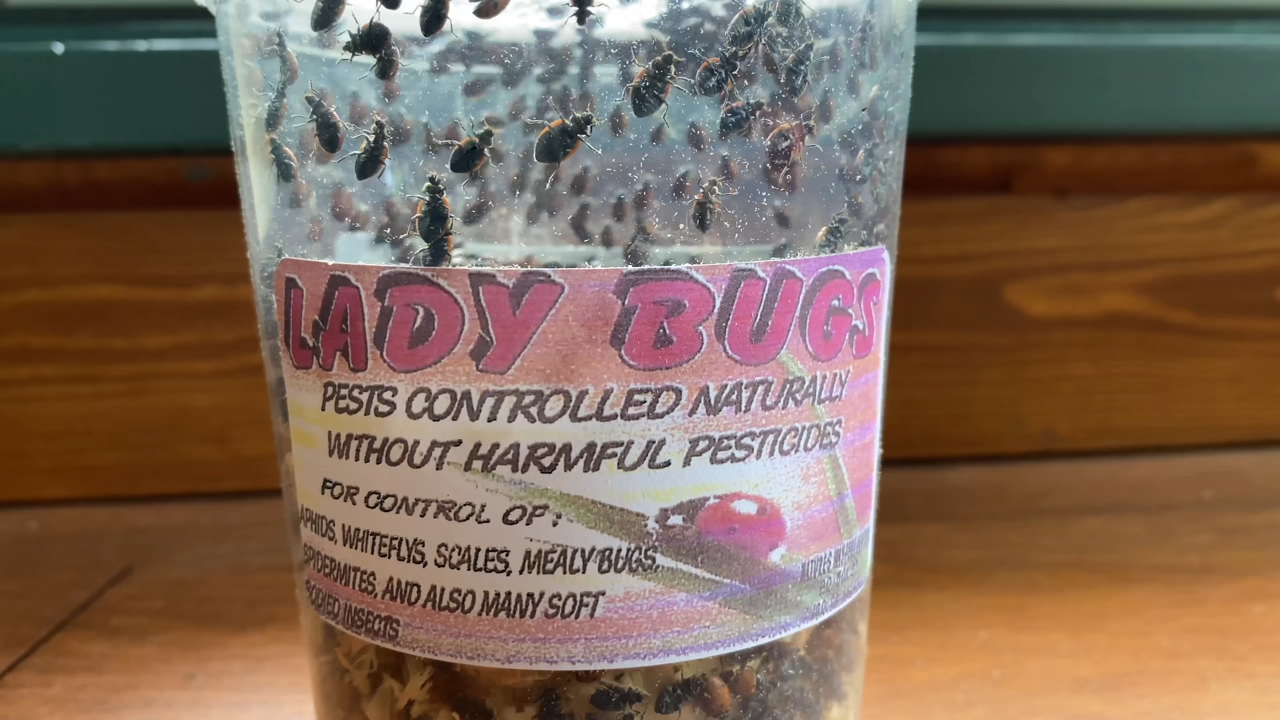 LADY BUGS
PESTS CONTROLLED NATURALLY
WITHOUT HARMFUL PESTICIDES
FOR CONTROL OF:
APHIDS, WHITEFLYS, SCALES, MEALY BUGS,
SPIDERMITES, AND ALSO MANY SOFT
BODIED INSECTS